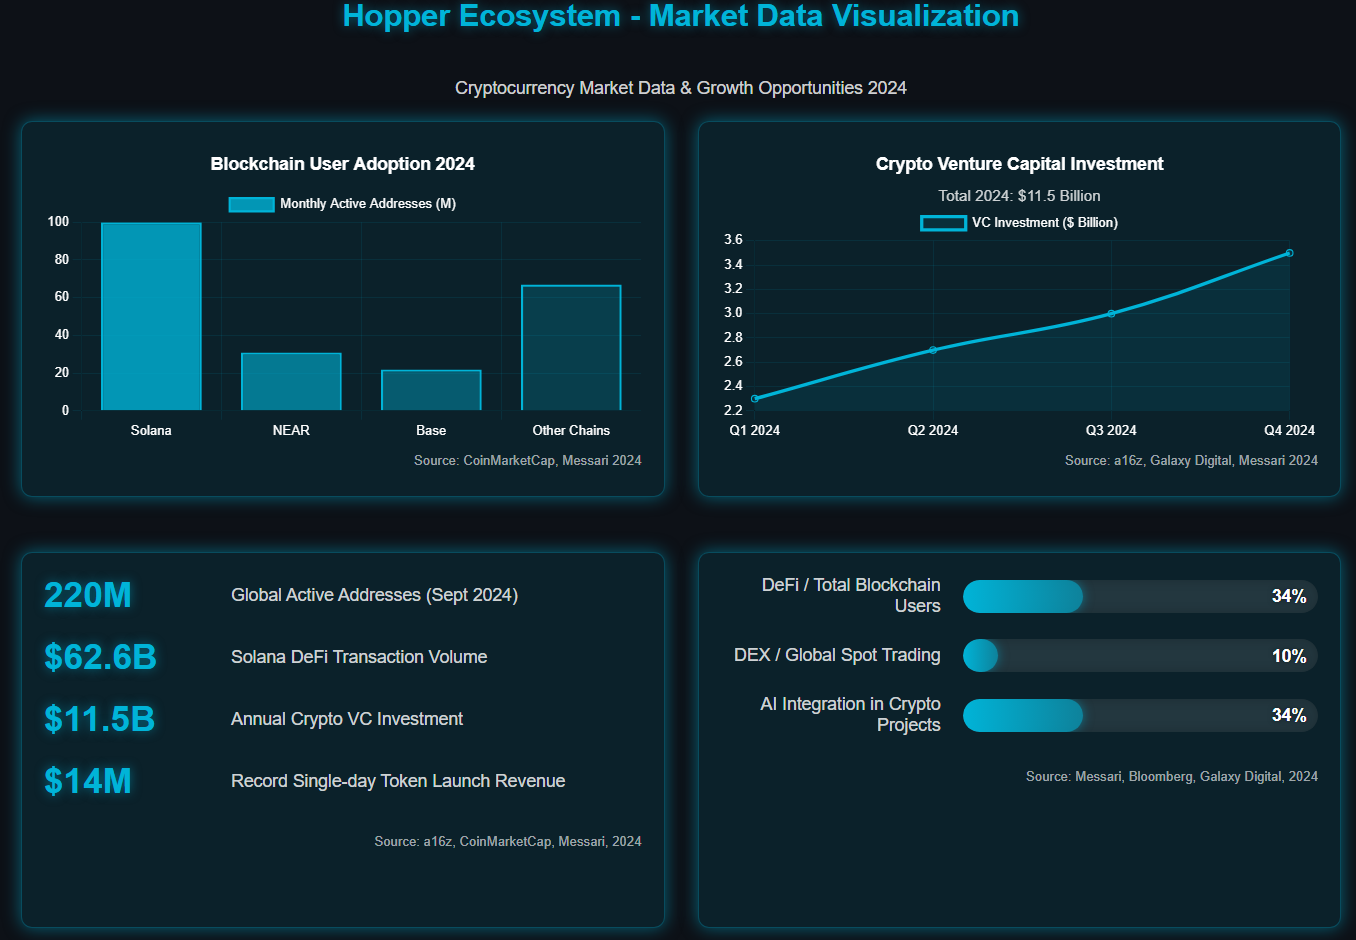 Hopper Ecosystem - Market Data Visualization
Cryptocurrency Market Data & Growth Opportunities 2024
Blockchain User Adoption 2024
Monthly Active Addresses (M)
100
80
60
40
20
0
Solana
NEAR
Base
Other Chains
Source: CoinMarketCap, Messari 2024
Crypto Venture Capital Investment
Total 2024: $11.5 Billion
VC Investment ($ Billion)
3.6
3.4
3.2
3.0
2.8
2.6
2.4
2.2
Q1 2024
Q2 2024
Q3 2024
Q4 2024
Source: a16z, Galaxy Digital, Messari 2024
220M
Global Active Addresses (Sept 2024)
$62.6B
Solana DeFi Transaction Volume
$11.5B
Annual Crypto VC Investment
$14M
Record Single-day Token Launch Revenue
Source: a16z, CoinMarketCap, Messari, 2024
DeFi / Total Blockchain
Users
34%
DEX / Global Spot Trading
10%
AI Integration in Crypto
Projects
34%
Source: Messari, Bloomberg, Galaxy Digital, 2024